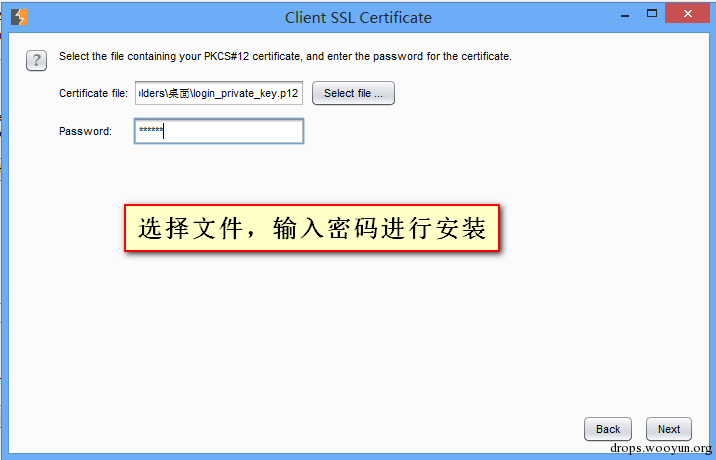 Client SSL Certificate
?
Select the file containing your PKCS#12 certificate, and enter the password for the certificate.
Certificate file: lders\桌面\login_private_key.p12 Select file ...
Password: ******
选择文件，输入密码进行安装
Back Next
drops.wooyun.org